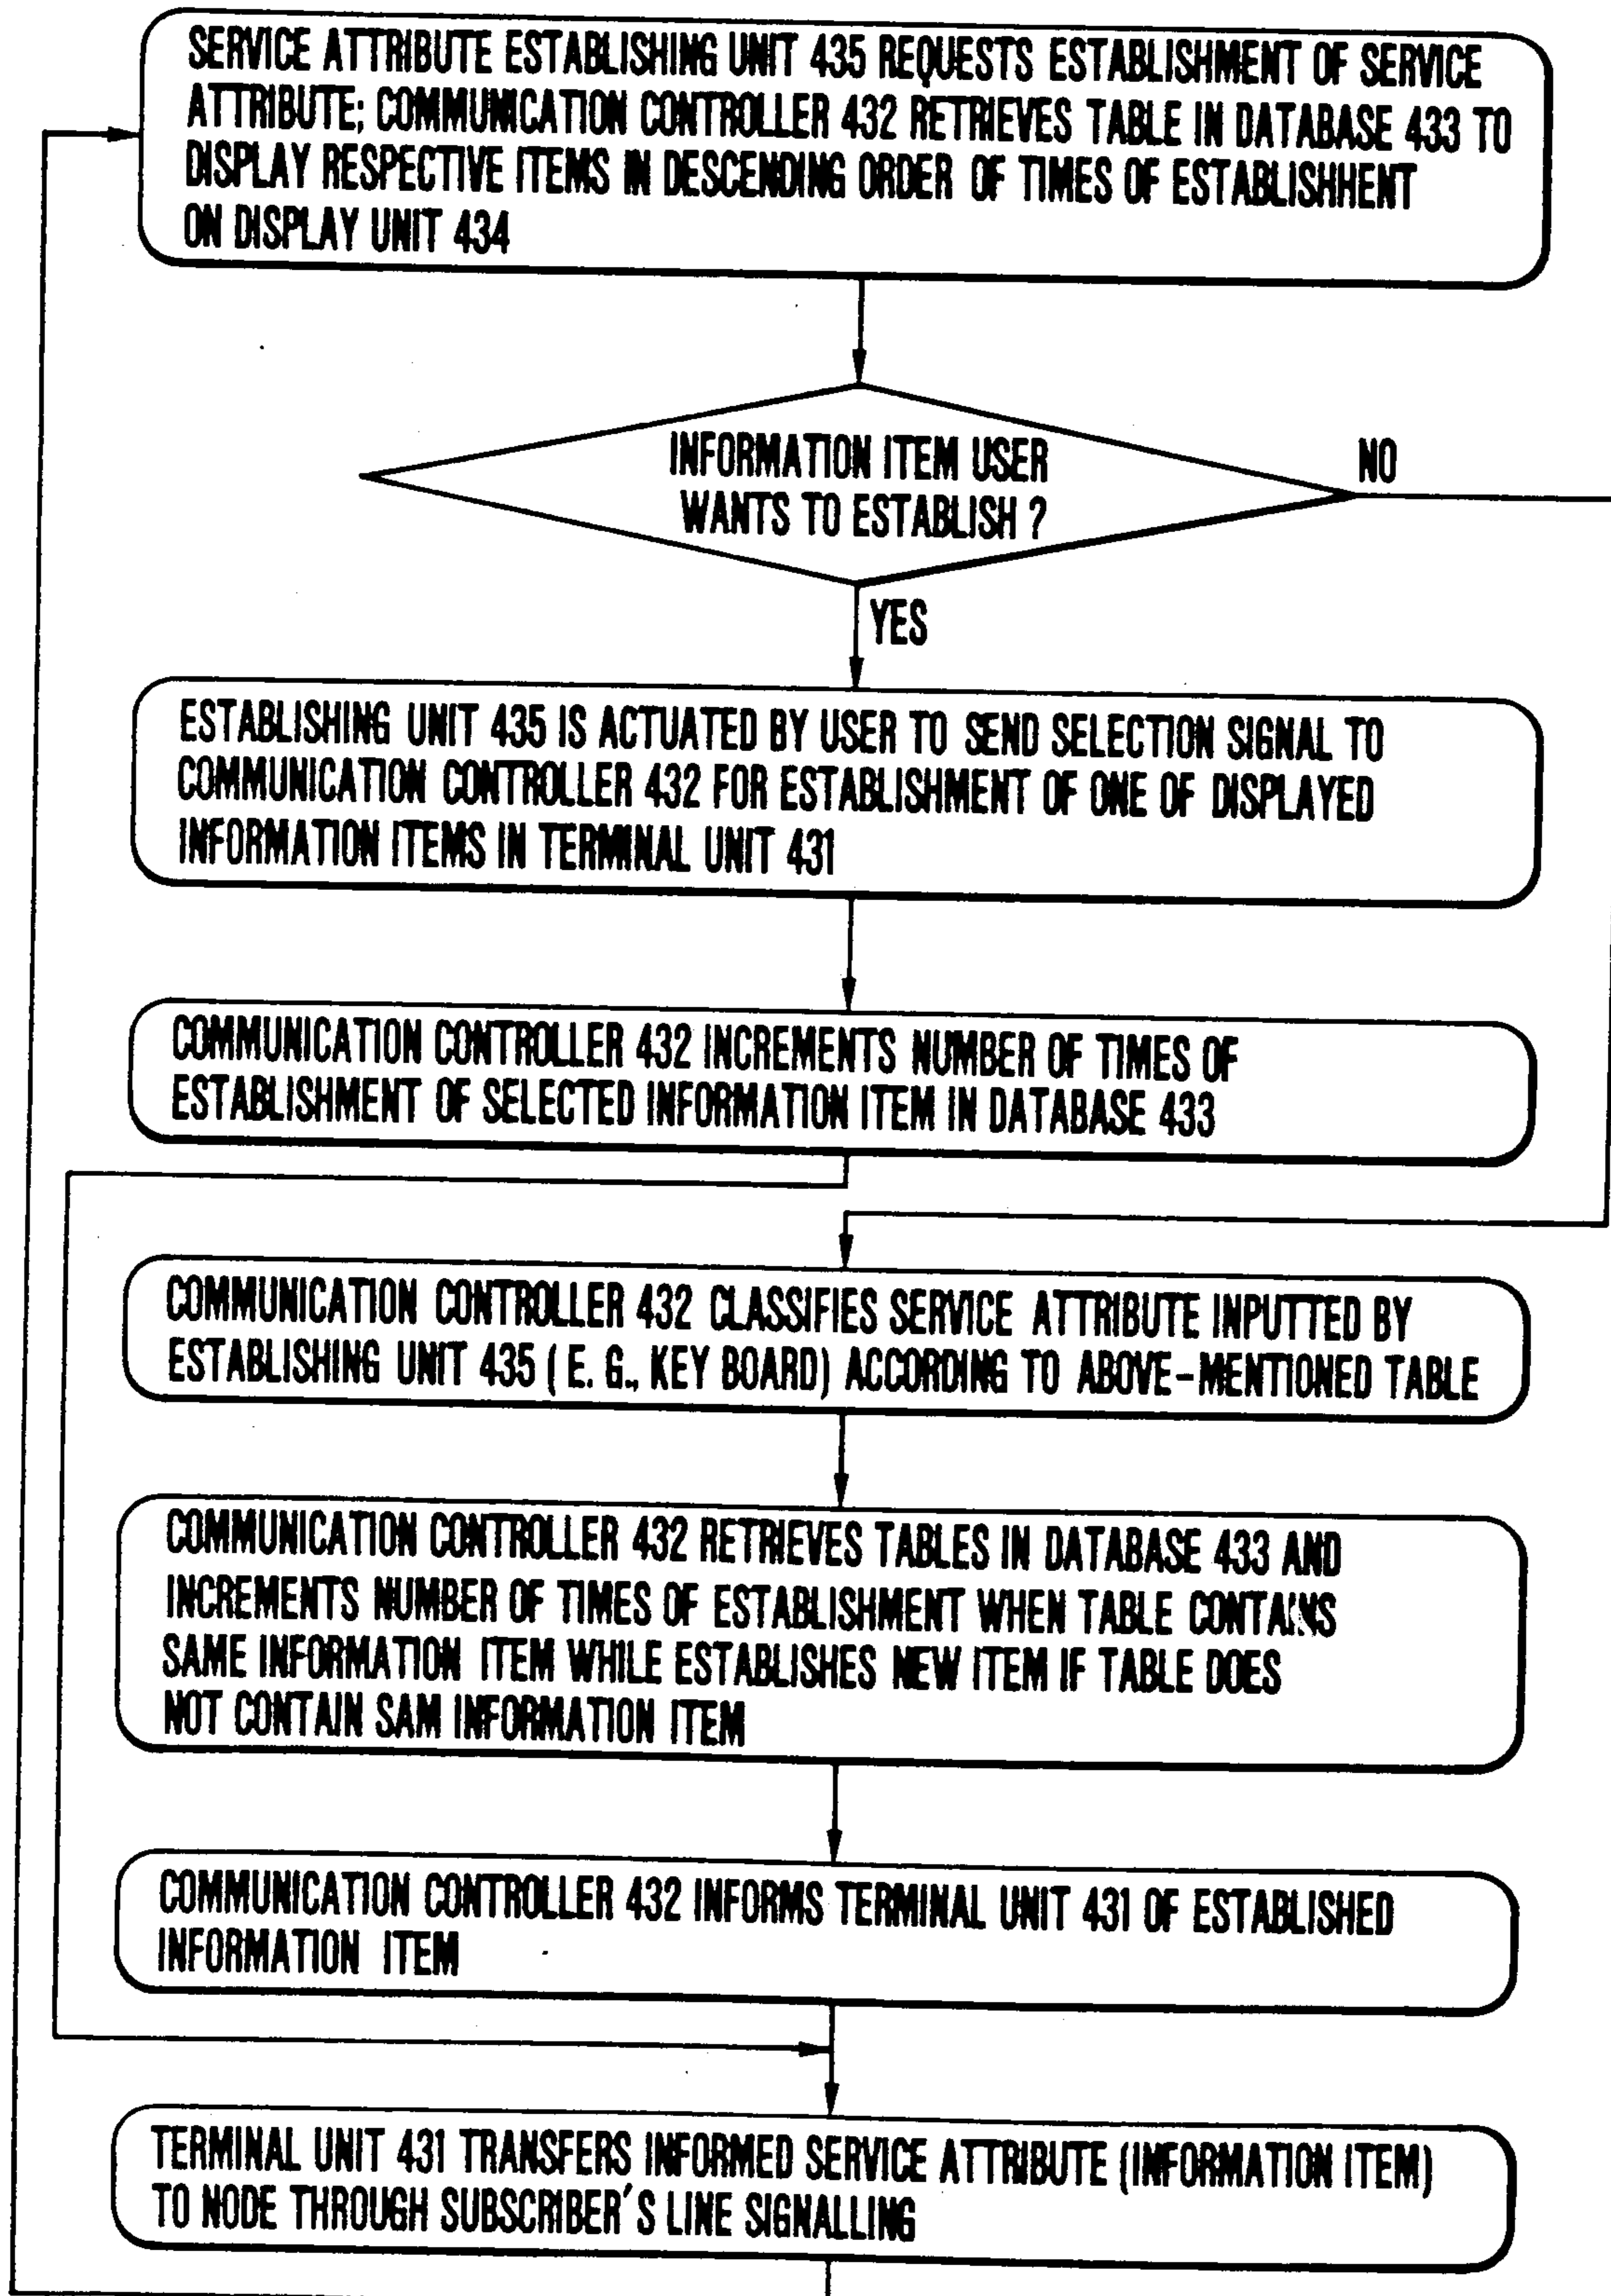 SERVICE ATTRIBUTE ESTABLISHING UNIT 435 REQUESTS ESTABLISHMENT OF SERVICE
ATTRIBUTE; COMMUNICATION CONTROLLER 432 RETRIEVES TABLE IN DATABASE 433 TO
DISPLAY RESPECTIVE ITEMS IN DESCENDING ORDER OF TIMES OF ESTABLISHHENT
ON DISPLAY UNIT 434
INFORMATION ITEM USER
WANTS TO ESTABLISH ?
NO
YES
ESTABLISHING UNIT 435 IS ACTUATED BY USER TO SEND SELECTION SIGNAL TO
COMMUNICATION CONTROLLER 432 FOR ESTABLISHMENT OF ONE OF DISPLAYED
INFORMATION ITEMS IN TERMINAL UNIT 431
COMMUNICATION CONTROLLER 432 INCREMENTS NUMBER OF TIMES OF
ESTABLISHMENT OF SELECTED INFORMATION ITEM IN DATABASE 433
COMMUNICATION CONTROLLER 432 CLASSIFIES SERVICE ATTRIBUTE INPUTTED BY
ESTABLISHING UNIT 435 ( E. G., KEY BOARD) ACCORDING TO ABOVE-MENTIONED TABLE
COMMUNICATION CONTROLLER 432 RETRIEVES TABLES IN DATABASE 433 AND
INCREMENTS NUMBER OF TIMES OF ESTABLISHMENT WHEN TABLE CONTAINS
SAME INFORMATION ITEM WHILE ESTABLISHES NEW ITEM IF TABLE DOES
NOT CONTAIN SAM INFORMATION ITEM
COMMUNICATION CONTROLLER 432 INFORMS TERMINAL UNIT 431 OF ESTABLISHED
INFORMATION ITEM
TERMINAL UNIT 431 TRANSFERS INFORMED SERVICE ATTRIBUTE (INFORMATION ITEM)
TO NODE THROUGH SUBSCRIBER'S LINE SIGNALLING